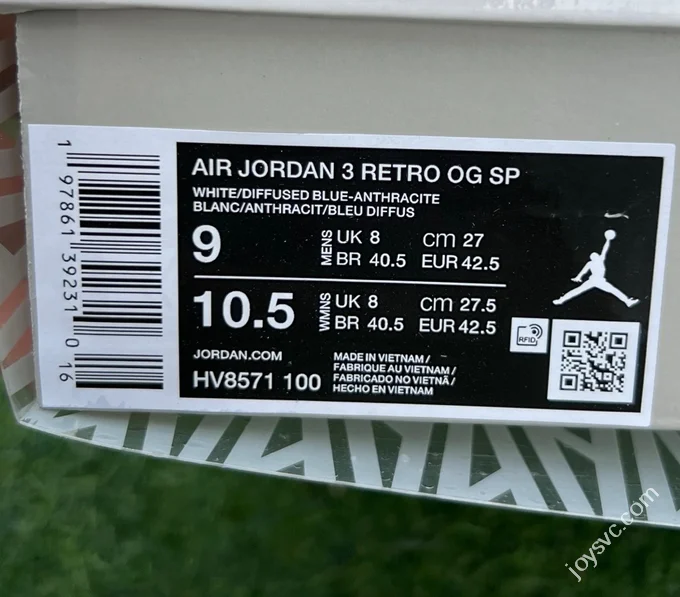 AIR JORDAN 3 RETRO OG SP
WHITE/DIFFUSED BLUE-ANTHRACITE
BLANC/ANTHRACIT/BLEU DIFFUS
9 MENS UK 8 cm 27
BR 40.5 EUR 42.5
10.5 WMNS UK 8 cm 27.5
BR 40.5 EUR 42.5
RFID
JORDAN.COM
HV8571 100
MADE IN VIETNAM /
FABRIQUE AU VIETNAM /
FABRICADO NO VIETNÃ /
HECHO EN VIETNAM
1 97861 39231 0 16
joysvc.com